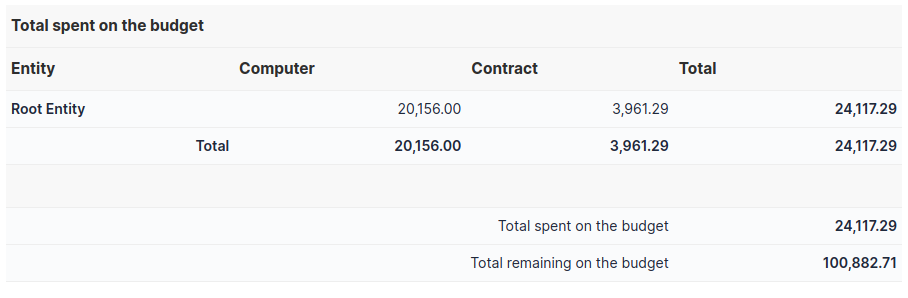 Total spent on the budget
Entity Computer Contract Total
Root Entity 20,156.00 3,961.29 24,117.29
Total 20,156.00 3,961.29 24,117.29
Total spent on the budget 24,117.29
Total remaining on the budget 100,882.71